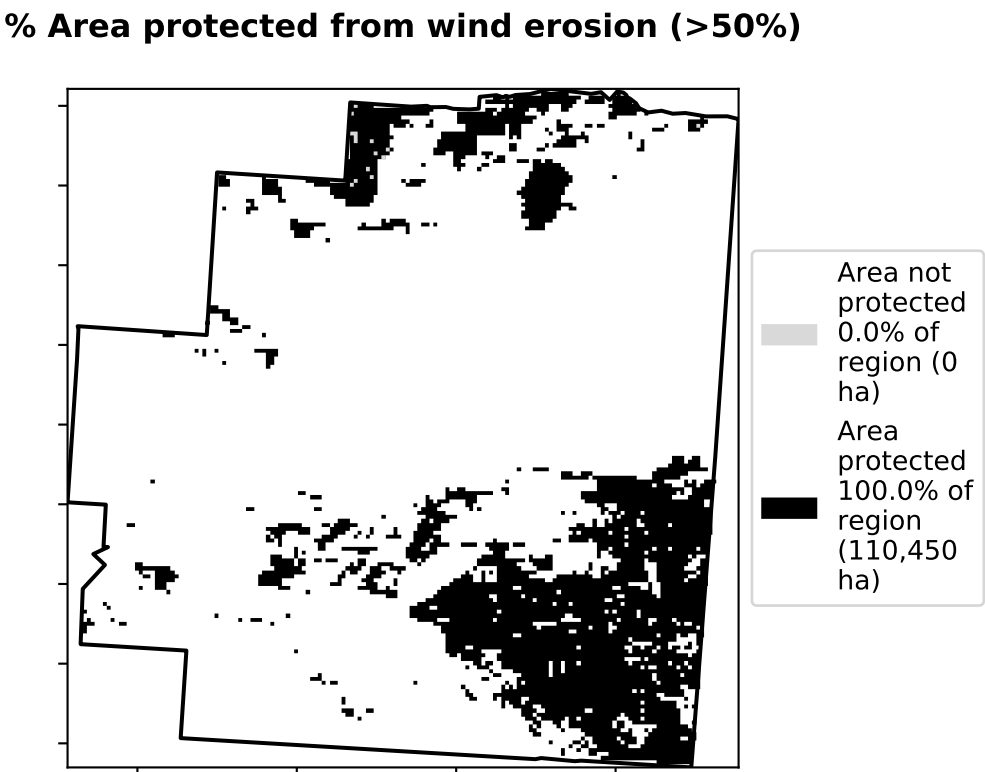 % Area protected from wind erosion (>50%)
Area not
protected
0.0% of
region (0
ha)
Area
protected
100.0% of
region
(110,450
ha)